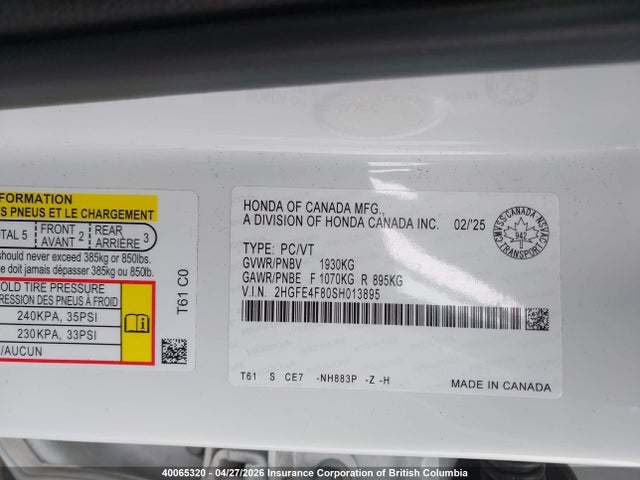 FORMATION
S PNEUS ET LE CHARGEMENT
TAL 5 FRONT AVANT 2 REAR ARRIÈRE 3
should never exceed 385kg or 850lbs.
e doit jamais dépasser 385kg ou 850lb.
OLD TIRE PRESSURE
RESSION DES PNEUS À FROID
240KPA, 35PSI
230KPA, 33PSI
/AUCUN
T61 C0
HONDA OF CANADA MFG.,
A DIVISION OF HONDA CANADA INC. 02/'25
TYPE: PC/VT
GVWR/PNBV 1930KG
GAWR/PNBE F 1070KG R 895KG
V.I.N. 2HGFE4F80SH013895
T61 S CE7 -NH883P -Z -H
MADE IN CANADA
CMVSS-CANADA-NSVAC
942
TRANSPORT
40065320 - 04/27/2026 Insurance Corporation of British Columbia